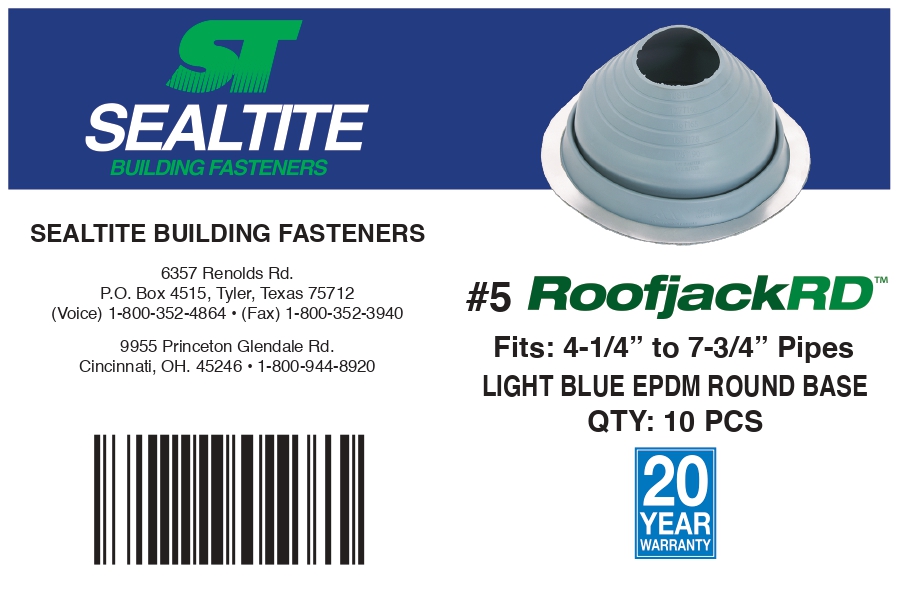 ST
SEALTITE
BUILDING FASTENERS
SEALTITE BUILDING FASTENERS
6357 Renolds Rd.
P.O. Box 4515, Tyler, Texas 75712
(Voice) 1-800-352-4864 • (Fax) 1-800-352-3940
9955 Princeton Glendale Rd.
Cincinnati, OH. 45246 • 1-800-944-8920
#5 RoofjackRD™
Fits: 4-1/4” to 7-3/4” Pipes
LIGHT BLUE EPDM ROUND BASE
QTY: 10 PCS
20
YEAR
WARRANTY